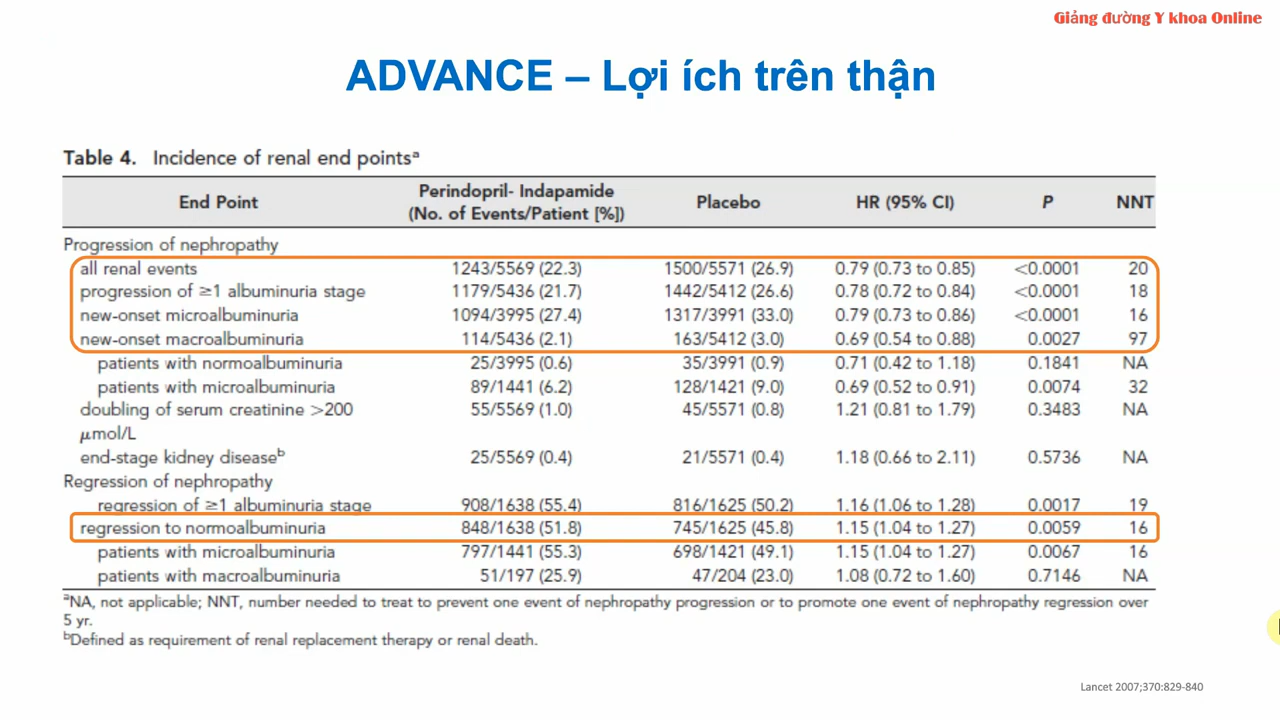 Giảng đường Y khoa Online
ADVANCE – Lợi ích trên thận
Table 4. Incidence of renal end pointsᵃ
End Point Perindopril- Indapamide (No. of Events/Patient [%]) Placebo HR (95% CI) P NNT
Progression of nephropathy
all renal events 1243/5569 (22.3) 1500/5571 (26.9) 0.79 (0.73 to 0.85) <0.0001 20
progression of ≥1 albuminuria stage 1179/5436 (21.7) 1442/5412 (26.6) 0.78 (0.72 to 0.84) <0.0001 18
new-onset microalbuminuria 1094/3995 (27.4) 1317/3991 (33.0) 0.79 (0.73 to 0.86) <0.0001 16
new-onset macroalbuminuria 114/5436 (2.1) 163/5412 (3.0) 0.69 (0.54 to 0.88) 0.0027 97
patients with normoalbuminuria 25/3995 (0.6) 35/3991 (0.9) 0.71 (0.42 to 1.18) 0.1841 NA
patients with microalbuminuria 89/1441 (6.2) 128/1421 (9.0) 0.69 (0.52 to 0.91) 0.0074 32
doubling of serum creatinine >200 55/5569 (1.0) 45/5571 (0.8) 1.21 (0.81 to 1.79) 0.3483 NA
μmol/L
end-stage kidney diseaseᵇ 25/5569 (0.4) 21/5571 (0.4) 1.18 (0.66 to 2.11) 0.5736 NA
Regression of nephropathy
regression of ≥1 albuminuria stage 908/1638 (55.4) 816/1625 (50.2) 1.16 (1.06 to 1.28) 0.0017 19
regression to normoalbuminuria 848/1638 (51.8) 745/1625 (45.8) 1.15 (1.04 to 1.27) 0.0059 16
patients with microalbuminuria 797/1441 (55.3) 698/1421 (49.1) 1.15 (1.04 to 1.27) 0.0067 16
patients with macroalbuminuria 51/197 (25.9) 47/204 (23.0) 1.08 (0.72 to 1.60) 0.7146 NA
ᵃNA, not applicable; NNT, number needed to treat to prevent one event of nephropathy progression or to promote one event of nephropathy regression over
5 yr.
ᵇDefined as requirement of renal replacement therapy or renal death.
Lancet 2007;370:829-840